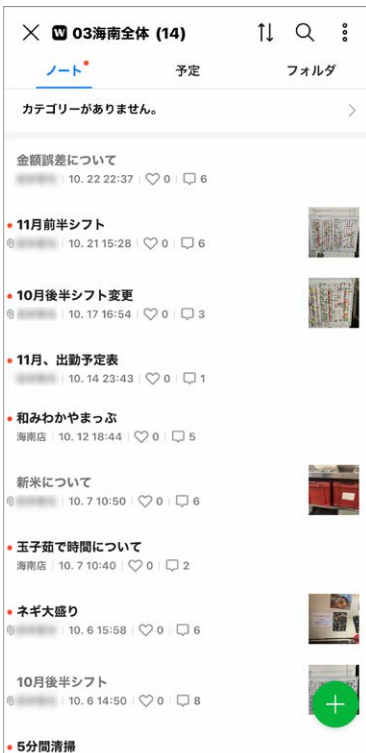 W 03海南全体 (14)
ノート 予定 フォルダ
カテゴリーがありません。
金額誤差について
10. 22 22:37 0 6
11月前半シフト
10. 21 15:28 0 6
10月後半シフト変更
10. 17 16:54 0 3
11月、出勤予定表
10. 14 23:43 0 1
和みわかやまっぷ
海南店 10. 12 18:44 0 5
新米について
10. 7 10:50 0 6
玉子茹で時間について
海南店 10. 7 10:40 0 2
ネギ大盛り
10. 6 15:58 0 6
10月後半シフト
10. 6 14:50 0 8
5分間清掃